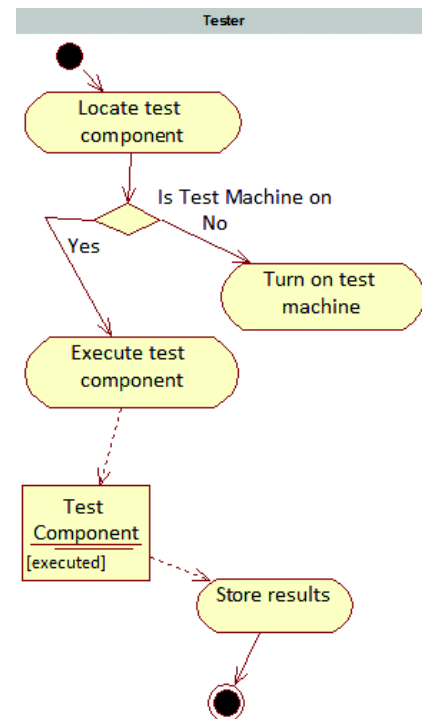 Tester
Locate test
component
Is Test Machine on
No
Yes
Turn on test
machine
Execute test
component
Test
Component
[executed]
Store results